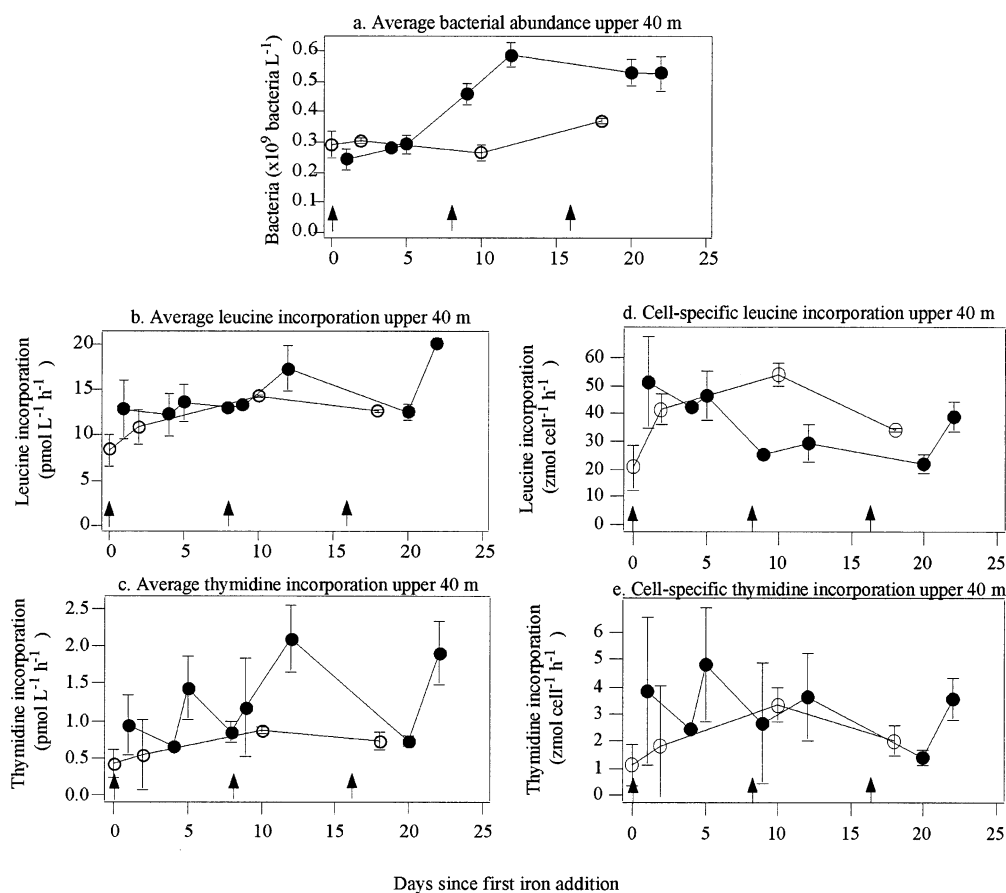 a. Average bacterial abundance upper 40 m
Bacteria (x10⁹ bacteria L⁻¹)
0.6
0.5
0.4
0.3
0.2
0.1
0.0
0 5 10 15 20 25
b. Average leucine incorporation upper 40 m
Leucine incorporation
(pmol L⁻¹ h⁻¹)
20
15
10
5
0
0 5 10 15 20 25
c. Average thymidine incorporation upper 40 m
Thymidine incorporation
(pmol L⁻¹ h⁻¹)
2.5
2.0
1.5
1.0
0.5
0.0
0 5 10 15 20 25
d. Cell-specific leucine incorporation upper 40 m
Leucine incorporation
(zmol cell⁻¹ h⁻¹)
60
50
40
30
20
10
0
0 5 10 15 20 25
e. Cell-specific thymidine incorporation upper 40 m
Thymidine incorporation
(zmol cell⁻¹ h⁻¹)
6
5
4
3
2
1
0
0 5 10 15 20 25
Days since first iron addition